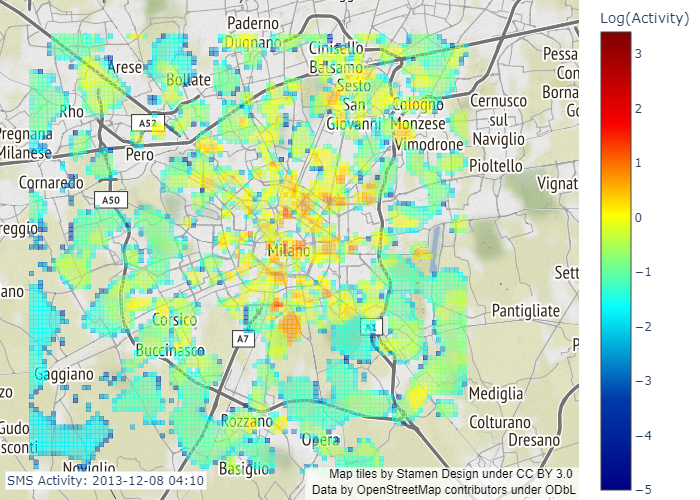 Log(Activity)
3
2
1
0
−1
−2
−3
−4
−5
Paderno
Dugnano
Cinisello
Balsamo
Arese
Bollate
Sesto
San
Giovanni
Cologno
Monzese
Cernusco
sul
Naviglio
Pessa
Con
Borna
Go
Rho
A52
Pregnana
Milanese
Pero
Vimodrone
Pioltello
Cornaredo
A50
Vignat
reggio
Milano
Sett
ano
Corsico
A1
Pantigliate
A7
Buccinasco
P
Gaggiano
zo
Mediglia
Rozzano
Colturano
Gudo
sconti
Opera
Dresano
Noviglio
Basiglio
SMS Activity: 2013-12-08 04:10
Map tiles by Stamen Design under CC BY 3.0
Data by OpenStreetMap contributors under ODbL